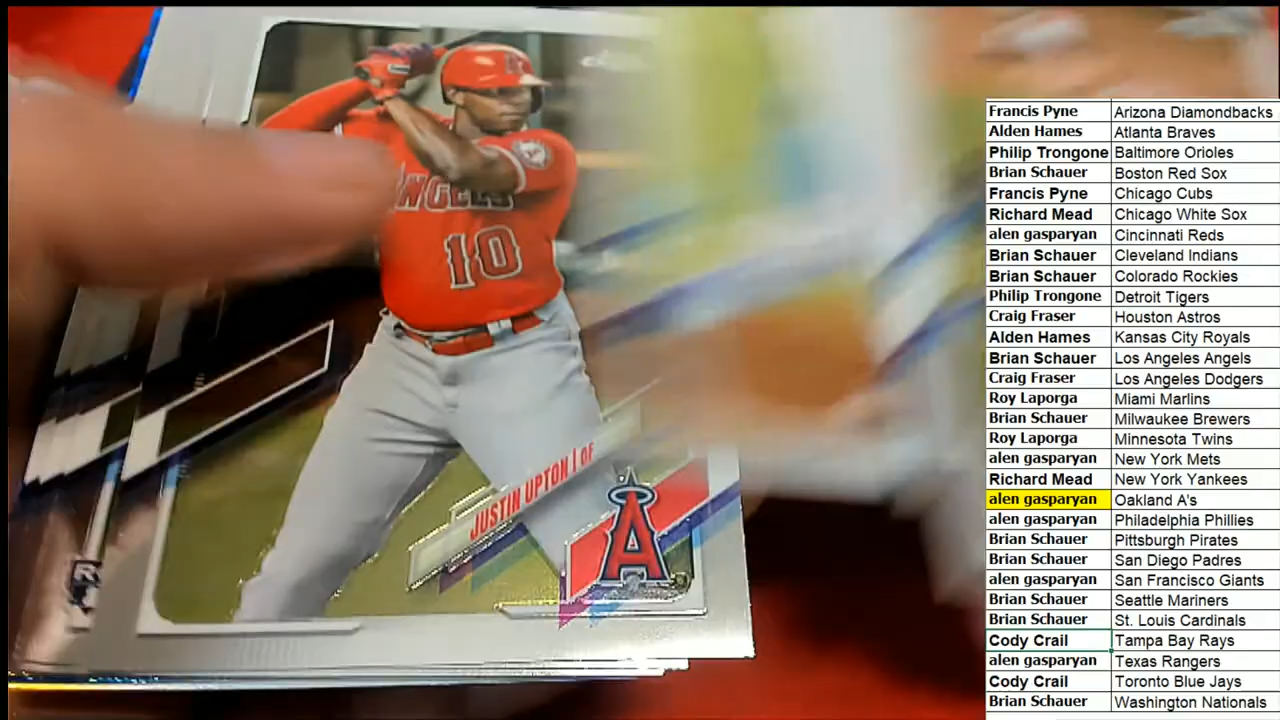 ANGELS
10
JUSTIN UPTON | OF
A
Francis Pyne Arizona Diamondbacks
Alden Hames Atlanta Braves
Philip Trongone Baltimore Orioles
Brian Schauer Boston Red Sox
Francis Pyne Chicago Cubs
Richard Mead Chicago White Sox
alen gasparyan Cincinnati Reds
Brian Schauer Cleveland Indians
Brian Schauer Colorado Rockies
Philip Trongone Detroit Tigers
Craig Fraser Houston Astros
Alden Hames Kansas City Royals
Brian Schauer Los Angeles Angels
Craig Fraser Los Angeles Dodgers
Roy Laporga Miami Marlins
Brian Schauer Milwaukee Brewers
Roy Laporga Minnesota Twins
alen gasparyan New York Mets
Richard Mead New York Yankees
alen gasparyan Oakland A's
alen gasparyan Philadelphia Phillies
Brian Schauer Pittsburgh Pirates
Brian Schauer San Diego Padres
alen gasparyan San Francisco Giants
Brian Schauer Seattle Mariners
Brian Schauer St. Louis Cardinals
Cody Crail Tampa Bay Rays
alen gasparyan Texas Rangers
Cody Crail Toronto Blue Jays
Brian Schauer Washington Nationals